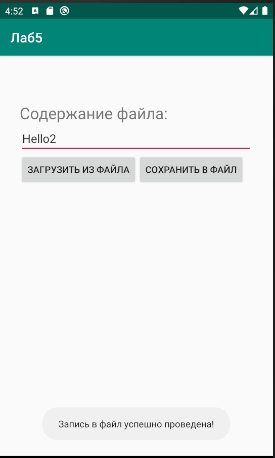 4:52
Лаб5
Содержание файла:
Hello2
ЗАГРУЗИТЬ ИЗ ФАЙЛА СОХРАНИТЬ В ФАЙЛ
Запись в файл успешно проведена!